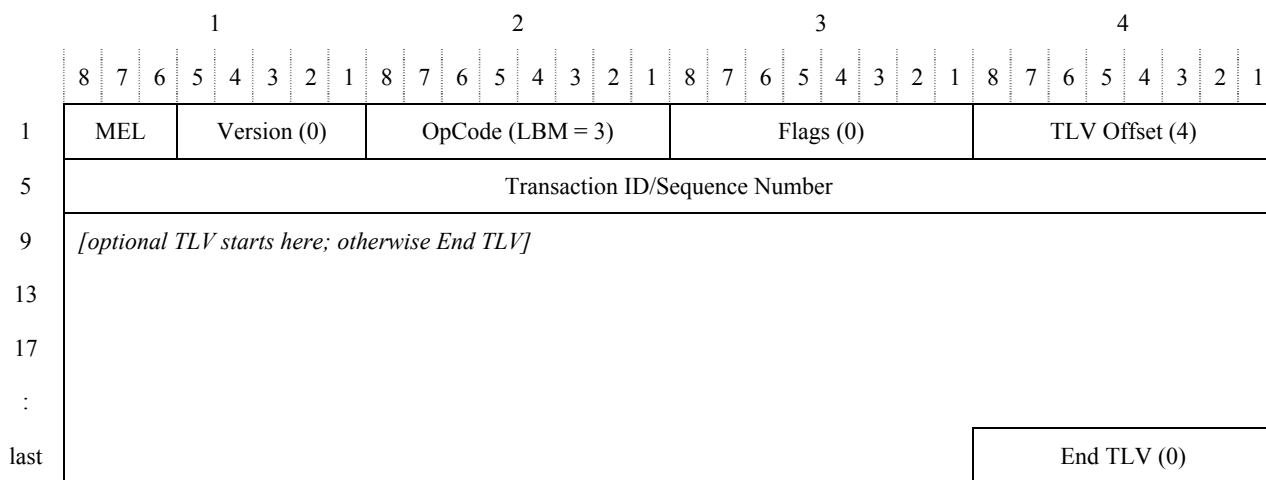 1 2 3 4
8 7 6 5 4 3 2 1 8 7 6 5 4 3 2 1 8 7 6 5 4 3 2 1 8 7 6 5 4 3 2 1
1 MEL Version (0) OpCode (LBM = 3) Flags (0) TLV Offset (4)
5 Transaction ID/Sequence Number
9 [optional TLV starts here; otherwise End TLV]
13
17
:
last End TLV (0)